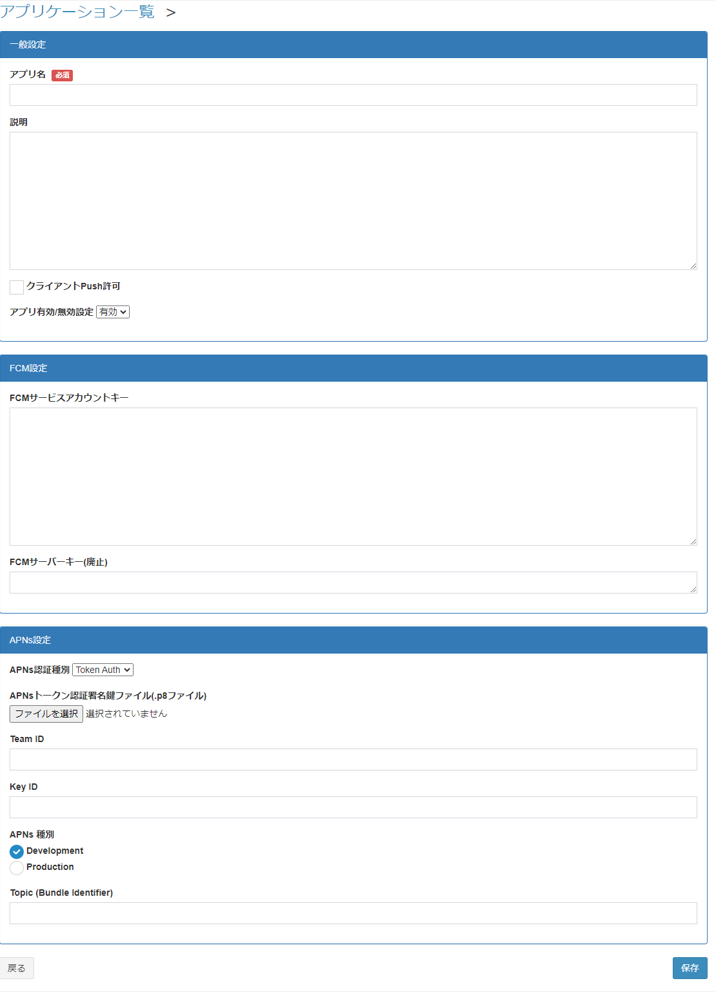 アプリケーション一覧 >
一般設定
アプリ名 必須
説明
クライアントPush許可
アプリ有効/無効設定 有効
FCM設定
FCMサービスアカウントキー
FCMサーバーキー(廃止)
APNs設定
APNs認証種別 Token Auth
APNsトークン認証署名鍵ファイル(.p8ファイル)
ファイルを選択 選択されていません
Team ID
Key ID
APNs 種別
Development
Production
Topic (Bundle Identifier)
戻る 保存